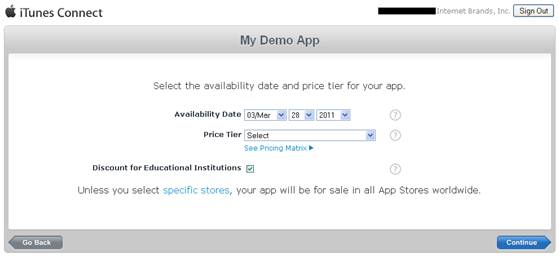 iTunes Connect
Internet Brands, Inc. Sign Out
My Demo App
Select the availability date and price tier for your app.
Availability Date 03/Mar 28 2011 ?
Price Tier Select ?
See Pricing Matrix ▶
Discount for Educational Institutions ?
Unless you select specific stores, your app will be for sale in all App Stores worldwide.
Go Back
Continue